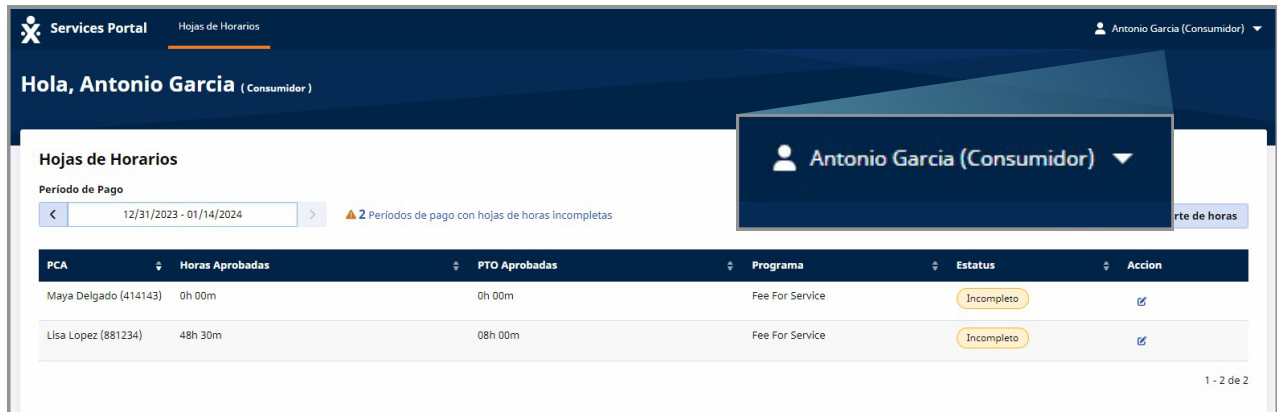 Services Portal Hojas de Horarios Antonio Garcia (Consumidor)
Hola, Antonio Garcia (Consumidor)
Antonio Garcia (Consumidor)
Hojas de Horarios
Período de Pago
12/31/2023 - 01/14/2024 2 Períodos de pago con hojas de horas incompletas rte de horas
PCA Horas Aprobadas PTO Aprobadas Programa Estatus Accion
Maya Delgado (414143) 0h 00m 0h 00m Fee For Service Incompleto
Lisa Lopez (881234) 48h 30m 08h 00m Fee For Service Incompleto
1 - 2 de 2